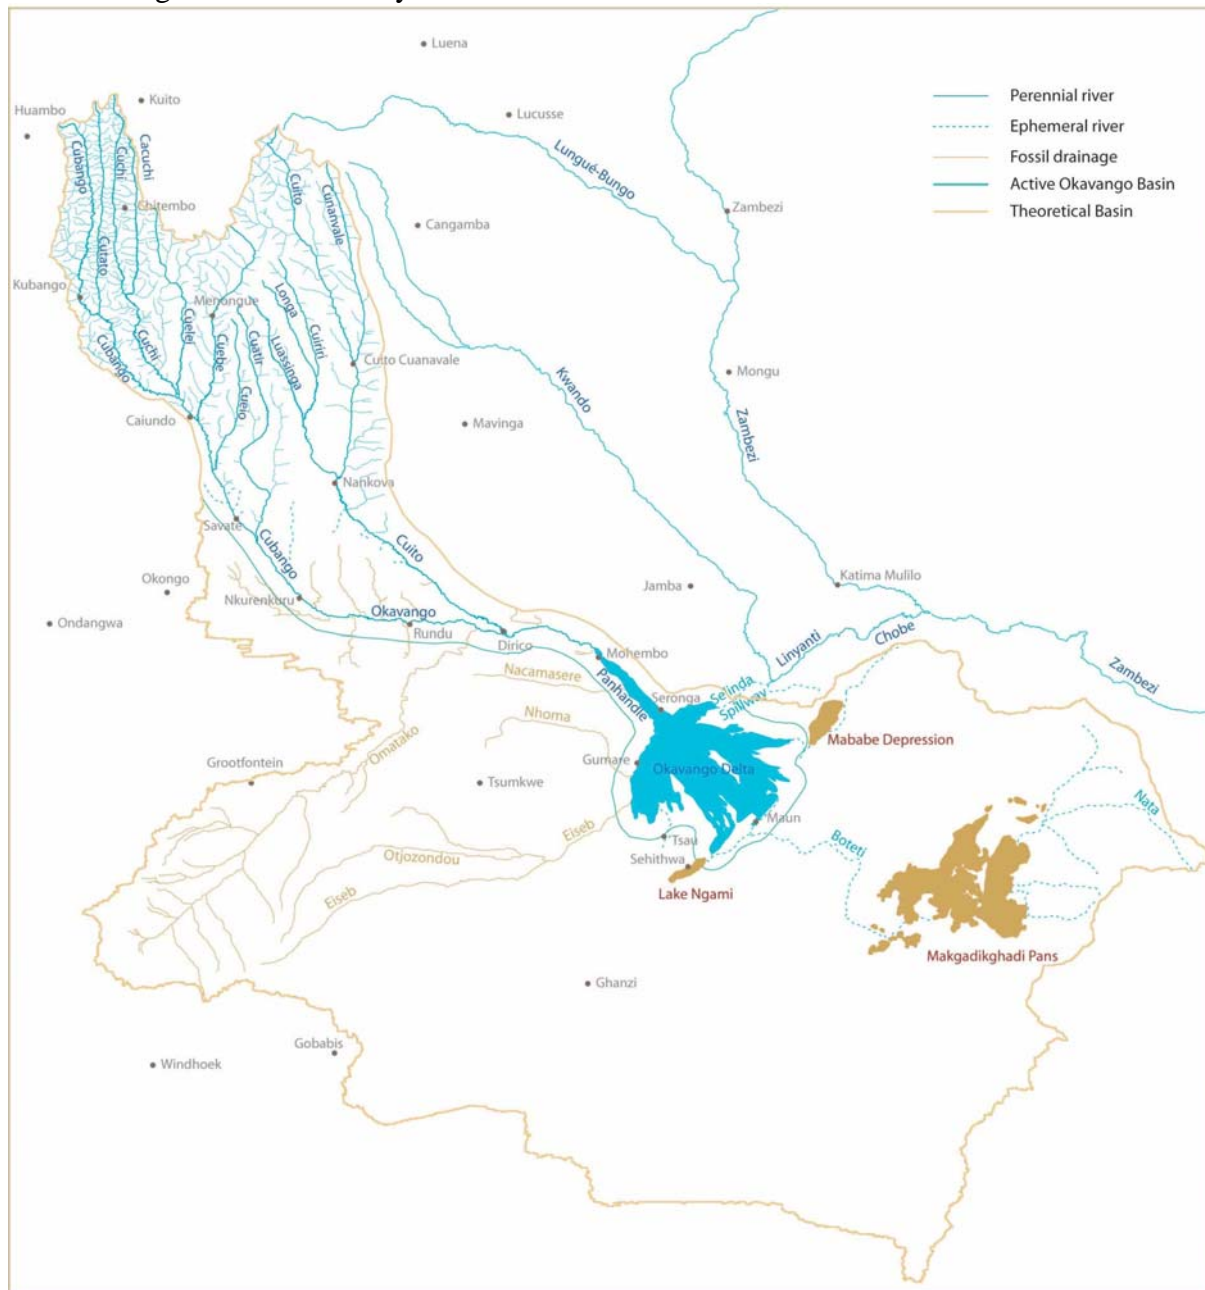 Luena
Huambo
Kuito
Lucusse
Perennial river
Ephemeral river
Fossil drainage
Active Okavango Basin
Theoretical Basin
Cubango
Cuchi
Cacuchi
Lungué-Bungo
Cuito
Cunanvale
Chitembo
Zambezi
Cangamba
Cutato
Kubango
Menongue
Longa
Cuelei
Cuchi
Cubango
Cuebe
Cuatir
Luassinga
Cuiriri
Cuito Cuanavale
Kwando
Mongu
Cueio
Caiundo
Mavinga
Zambezi
Nankova
Savate
Cubango
Cuito
Okongo
Nkurenkuru
Jamba
Katima Mulilo
Ondangwa
Okavango
Rundu
Dirico
Linyanti
Chobe
Mohembo
Zambezi
Nacamasere
Panhandle
Seronga
Selinda
Spillway
Nhoma
Omatako
Mababe Depression
Grootfontein
Gumare
Okavango Delta
Tsumkwe
Nata
Maun
Eiseb
Tsau
Boteti
Otjozondou
Sehithwa
Eiseb
Lake Ngami
Makgadikghadi Pans
Ghanzi
Gobabis
Windhoek